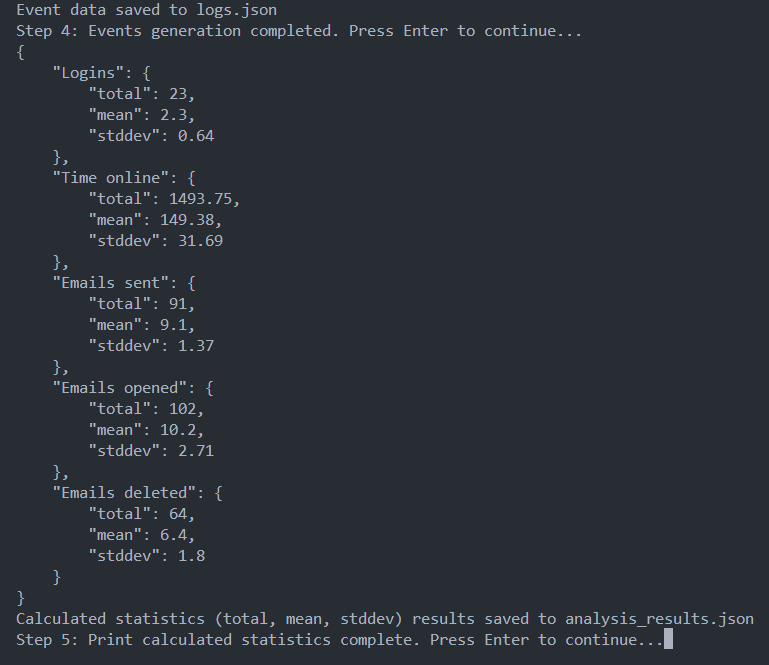 Event data saved to logs.json
Step 4: Events generation completed. Press Enter to continue...
{
    "Logins": {
        "total": 23,
        "mean": 2.3,
        "stddev": 0.64
    },
    "Time online": {
        "total": 1493.75,
        "mean": 149.38,
        "stddev": 31.69
    },
    "Emails sent": {
        "total": 91,
        "mean": 9.1,
        "stddev": 1.37
    },
    "Emails opened": {
        "total": 102,
        "mean": 10.2,
        "stddev": 2.71
    },
    "Emails deleted": {
        "total": 64,
        "mean": 6.4,
        "stddev": 1.8
    }
}
Calculated statistics (total, mean, stddev) results saved to analysis_results.json
Step 5: Print calculated statistics complete. Press Enter to continue...